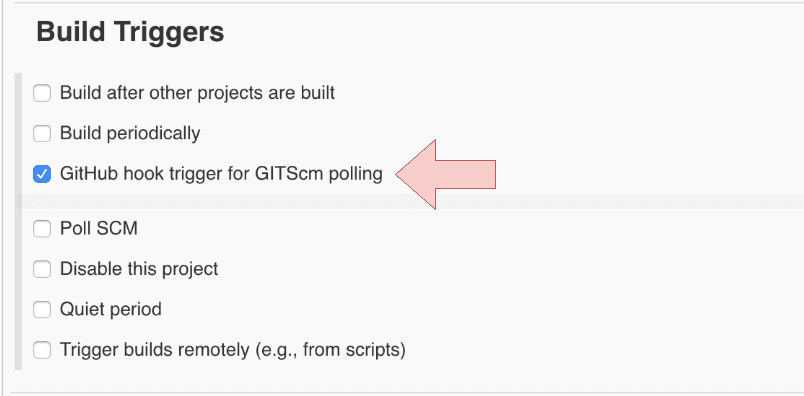 Build Triggers
Build after other projects are built
Build periodically
GitHub hook trigger for GITScm polling
Poll SCM
Disable this project
Quiet period
Trigger builds remotely (e.g., from scripts)